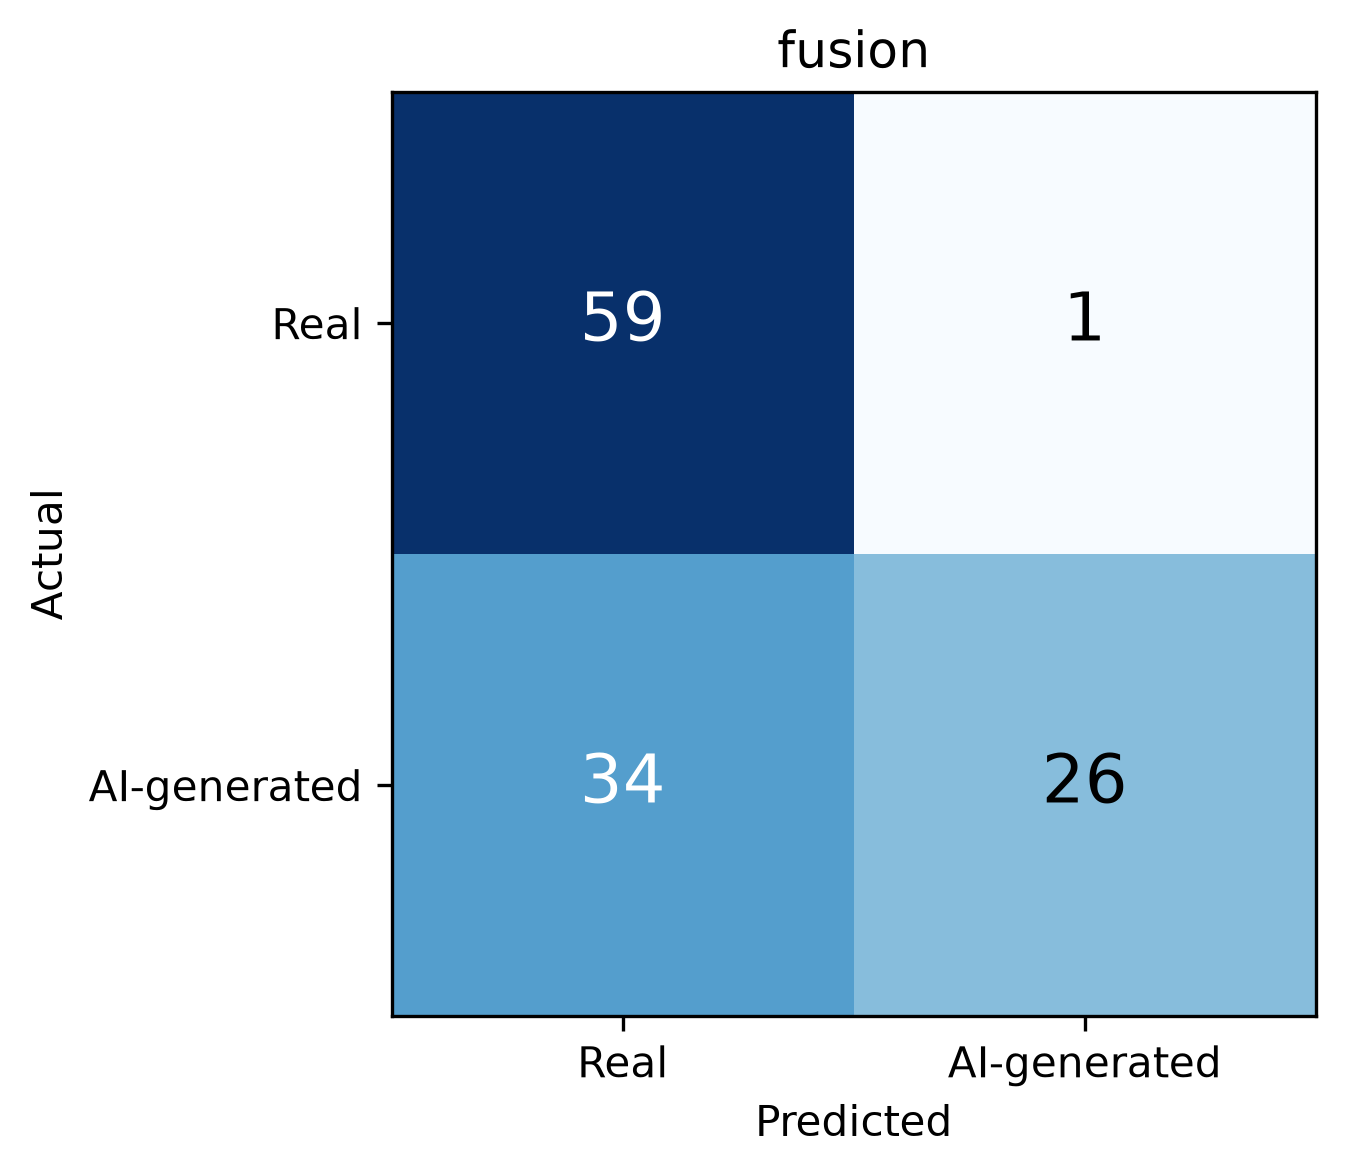 fusion
Real
59
1
Actual
AI-generated
34
26
Real
AI-generated
Predicted